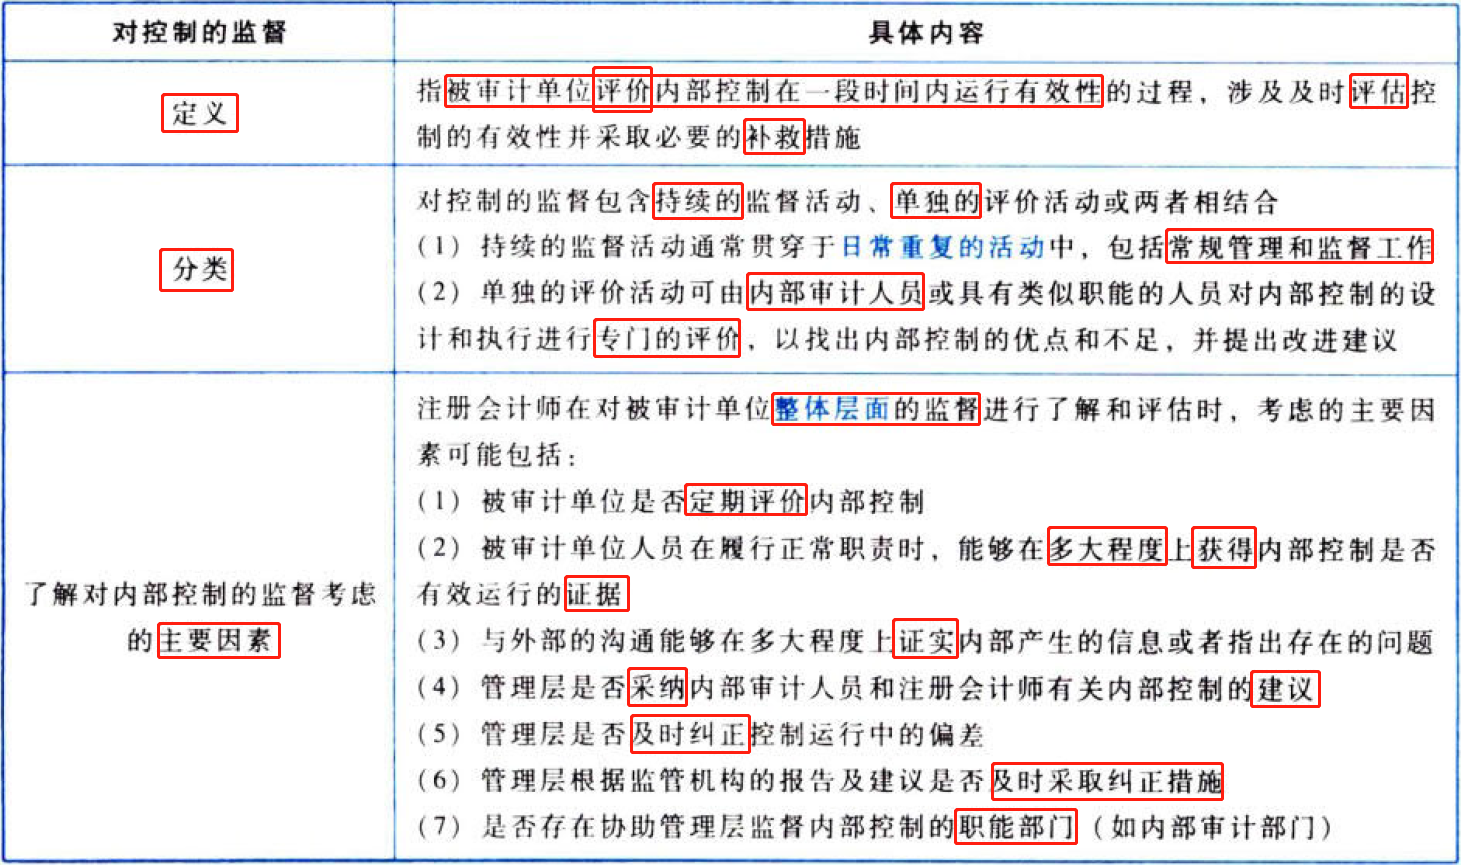 对控制的监督
具体内容
定义
指被审计单位评价内部控制在一段时间内运行有效性的过程，涉及及时评估控
制的有效性并采取必要的补救措施
分类
对控制的监督包含持续的监督活动、单独的评价活动或两者相结合
（1）持续的监督活动通常贯穿于日常重复的活动中，包括常规管理和监督工作
（2）单独的评价活动可由内部审计人员或具有类似职能的人员对内部控制的设
计和执行进行专门的评价，以找出内部控制的优点和不足，并提出改进建议
了解对内部控制的监督考虑
的主要因素
注册会计师在对被审计单位整体层面的监督进行了解和评估时，考虑的主要因
素可能包括：
（1）被审计单位是否定期评价内部控制
（2）被审计单位人员在履行正常职责时，能够在多大程度上获得内部控制是否
有效运行的证据
（3）与外部的沟通能够在多大程度上证实内部产生的信息或者指出存在的问题
（4）管理层是否采纳内部审计人员和注册会计师有关内部控制的建议
（5）管理层是否及时纠正控制运行中的偏差
（6）管理层根据监管机构的报告及建议是否及时采取纠正措施
（7）是否存在协助管理层监督内部控制的职能部门（如内部审计部门）